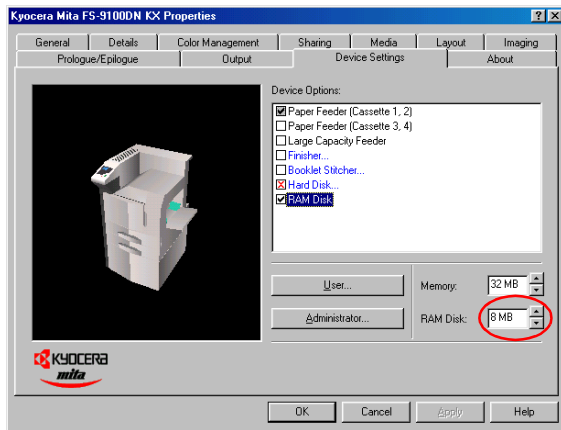 Kyocera Mita FS-9100DN KX Properties
General Details Color Management Sharing Media Layout Imaging
Prologue/Epilogue Output Device Settings About
Device Options:
Paper Feeder (Cassette 1, 2)
Paper Feeder (Cassette 3, 4)
Large Capacity Feeder
Finisher...
Booklet Stitcher...
Hard Disk...
RAM Disk
User... Memory: 32 MB
Administrator... RAM Disk: 8 MB
KYOCERA
mita
OK Cancel Apply Help